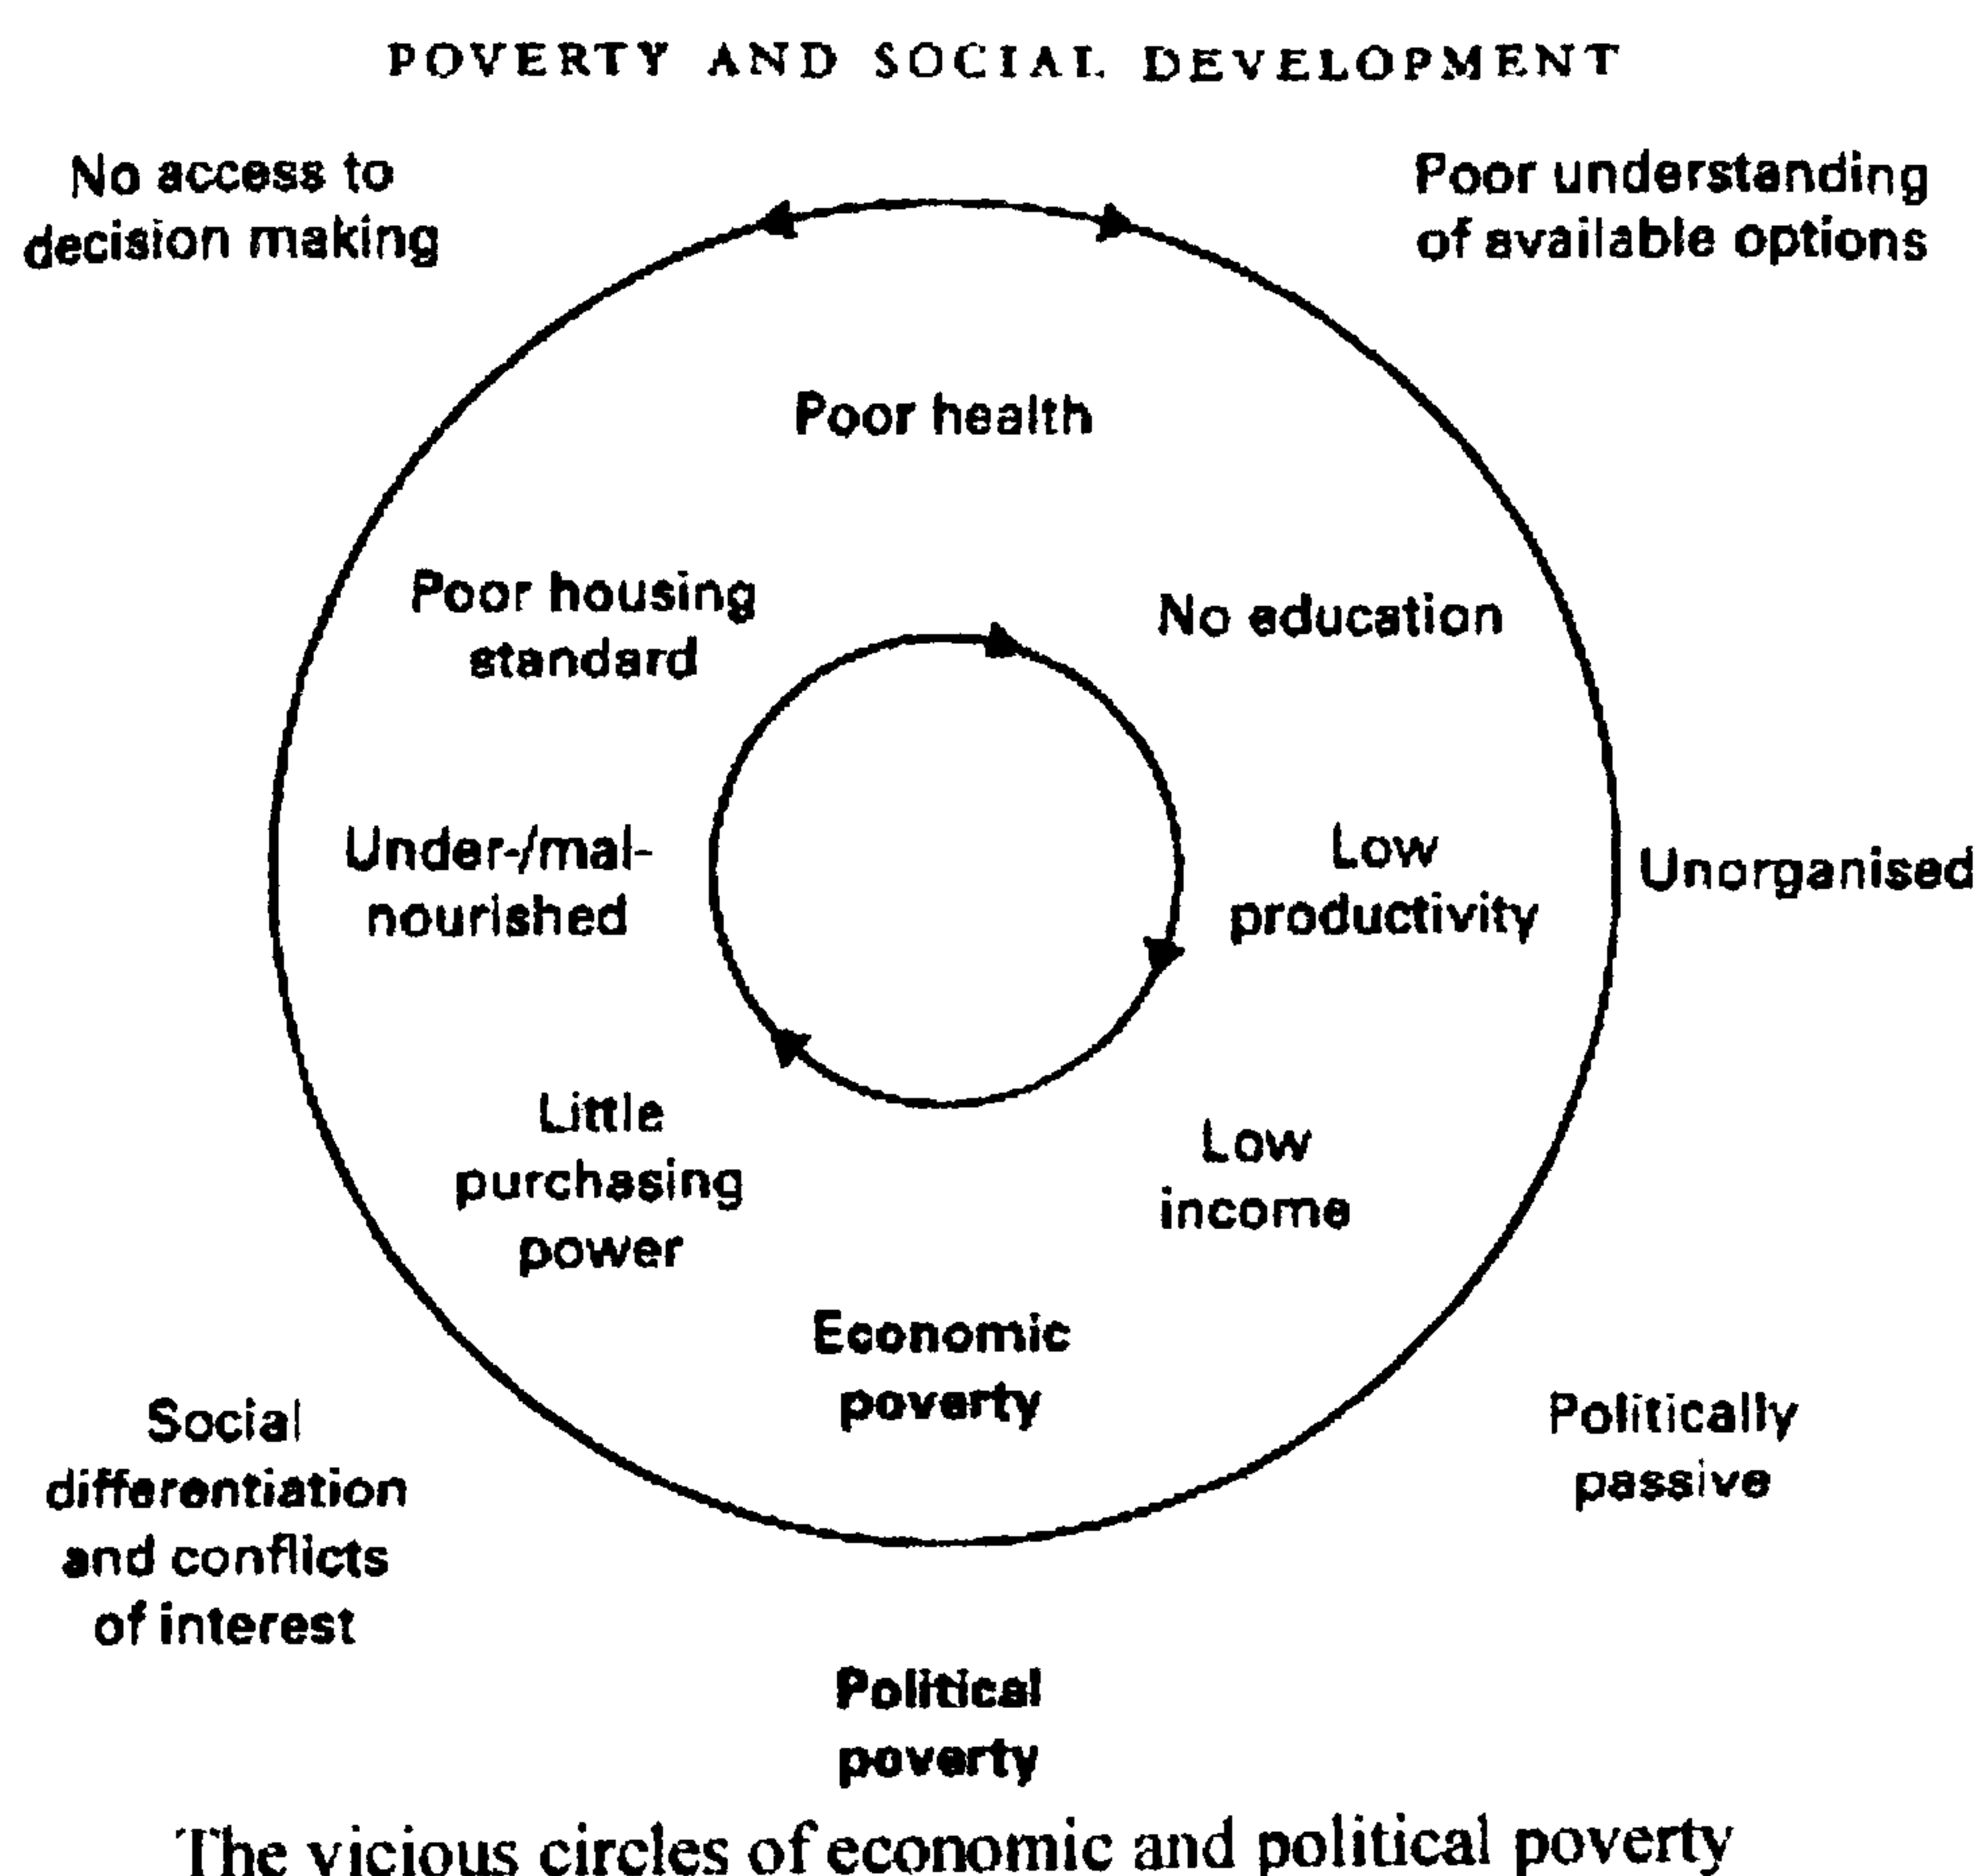 POVERTY AND SOCIAL DEVELOPMENT
No access to
decision making
Poor understanding
of available options
Poor health
Poor housing
standard
No education
Under-/mal-
nourished
Low
productivity
Unorganised
Little
purchasing
power
Low
income
Economic
poverty
Social
differentiation
and conflicts
of interest
Politically
passive
Political
poverty
The vicious circles of economic and political poverty